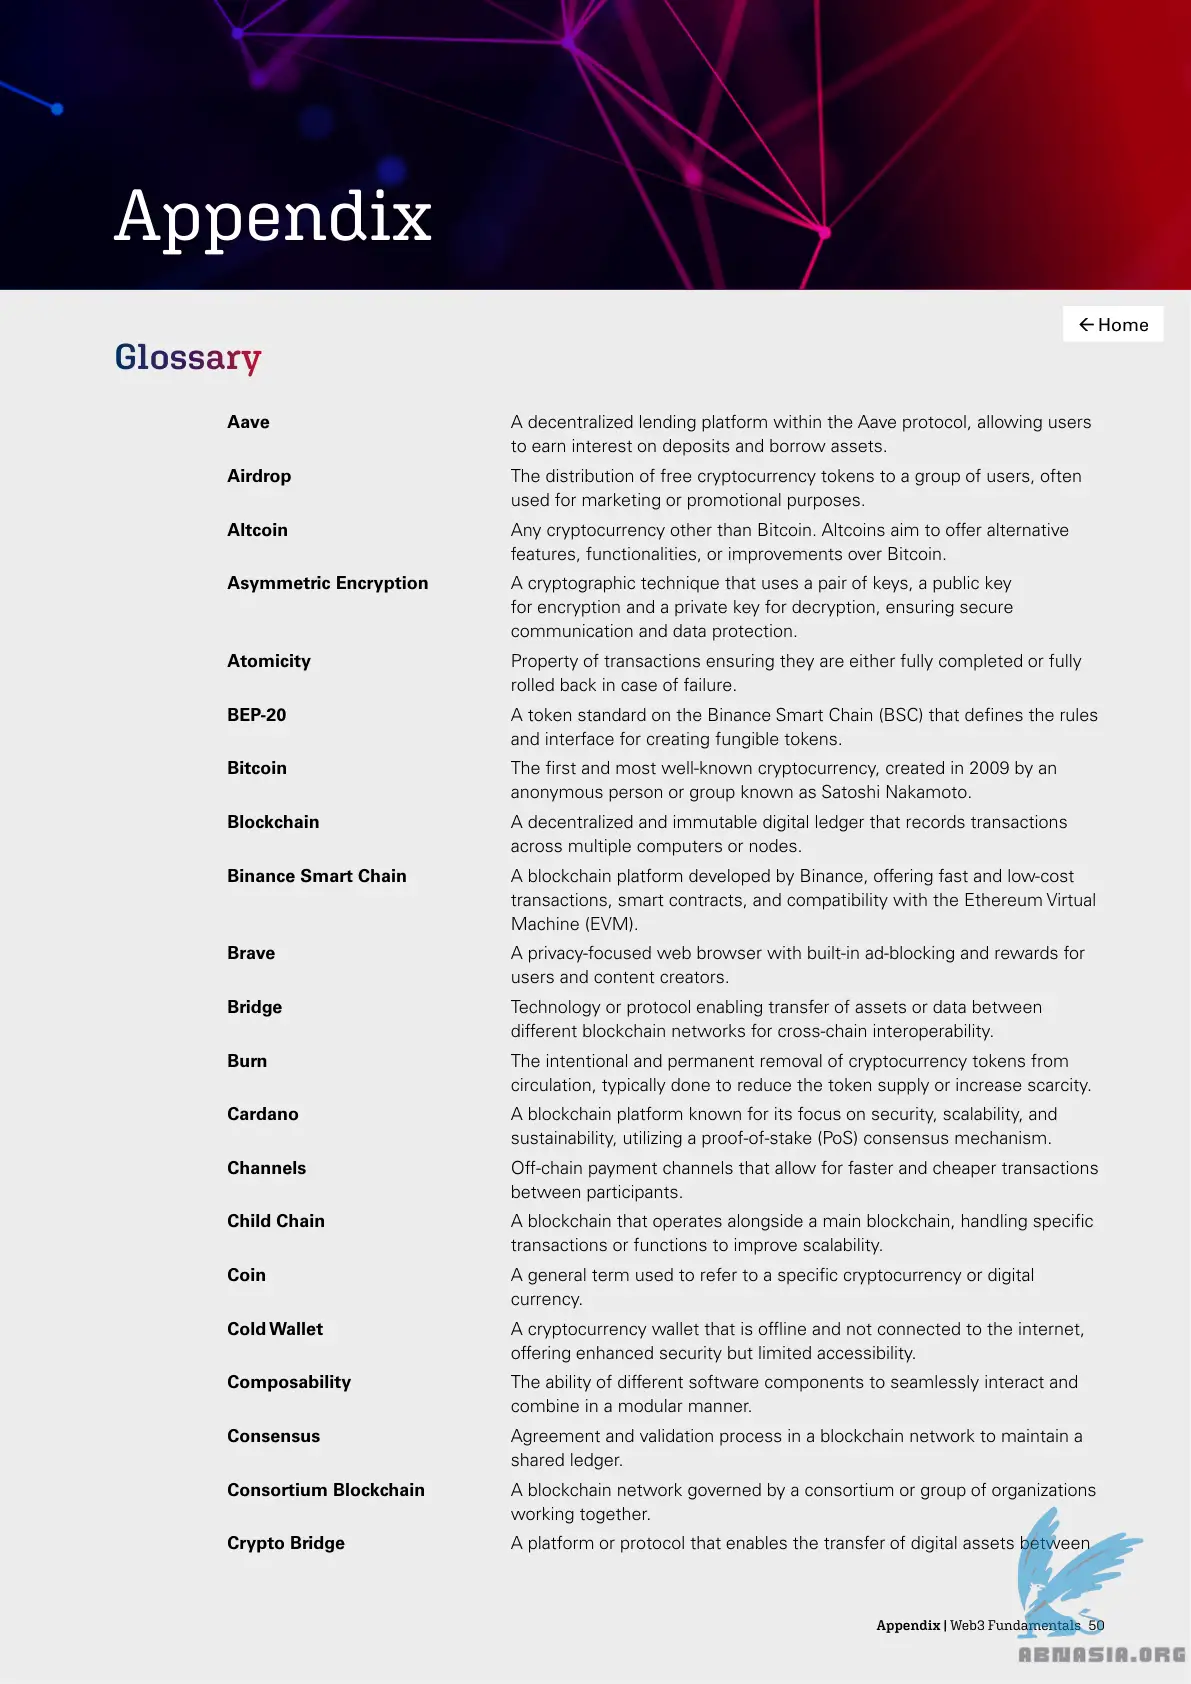 Appendix
← Home
Glossary
Aave A decentralized lending platform within the Aave protocol, allowing users
to earn interest on deposits and borrow assets.
Airdrop The distribution of free cryptocurrency tokens to a group of users, often
used for marketing or promotional purposes.
Altcoin Any cryptocurrency other than Bitcoin. Altcoins aim to offer alternative
features, functionalities, or improvements over Bitcoin.
Asymmetric Encryption A cryptographic technique that uses a pair of keys, a public key
for encryption and a private key for decryption, ensuring secure
communication and data protection.
Atomicity Property of transactions ensuring they are either fully completed or fully
rolled back in case of failure.
BEP-20 A token standard on the Binance Smart Chain (BSC) that defines the rules
and interface for creating fungible tokens.
Bitcoin The first and most well-known cryptocurrency, created in 2009 by an
anonymous person or group known as Satoshi Nakamoto.
Blockchain A decentralized and immutable digital ledger that records transactions
across multiple computers or nodes.
Binance Smart Chain A blockchain platform developed by Binance, offering fast and low-cost
transactions, smart contracts, and compatibility with the Ethereum Virtual
Machine (EVM).
Brave A privacy-focused web browser with built-in ad-blocking and rewards for
users and content creators.
Bridge Technology or protocol enabling transfer of assets or data between
different blockchain networks for cross-chain interoperability.
Burn The intentional and permanent removal of cryptocurrency tokens from
circulation, typically done to reduce the token supply or increase scarcity.
Cardano A blockchain platform known for its focus on security, scalability, and
sustainability, utilizing a proof-of-stake (PoS) consensus mechanism.
Channels Off-chain payment channels that allow for faster and cheaper transactions
between participants.
Child Chain A blockchain that operates alongside a main blockchain, handling specific
transactions or functions to improve scalability.
Coin A general term used to refer to a specific cryptocurrency or digital
currency.
Cold Wallet A cryptocurrency wallet that is offline and not connected to the internet,
offering enhanced security but limited accessibility.
Composability The ability of different software components to seamlessly interact and
combine in a modular manner.
Consensus Agreement and validation process in a blockchain network to maintain a
shared ledger.
Consortium Blockchain A blockchain network governed by a consortium or group of organizations
working together.
Crypto Bridge A platform or protocol that enables the transfer of digital assets between
Appendix | Web3 Fundamentals 50
ABNASIA.ORG